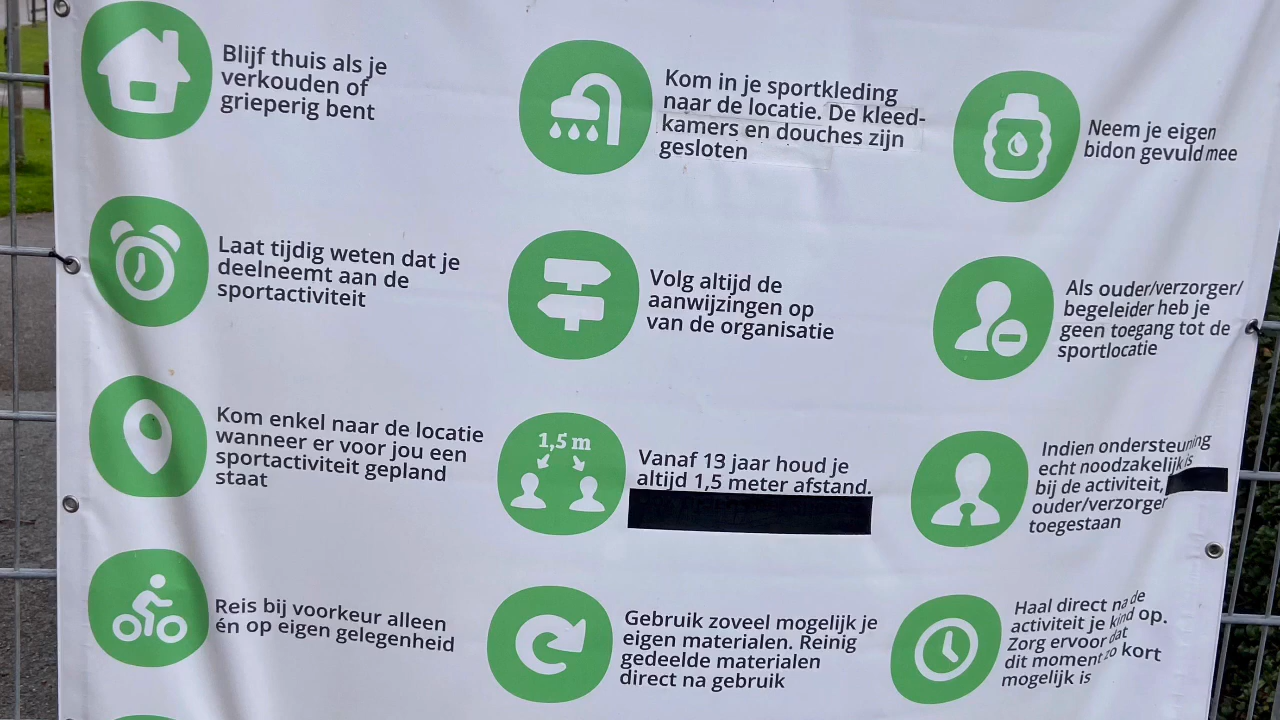 Blijf thuis als je
verkouden of
grieperig bent
Laat tijdig weten dat je
deelneemt aan de
sportactiviteit
Kom enkel naar de locatie
wanneer er voor jou een
sportactiviteit gepland
staat
Reis bij voorkeur alleen
én op eigen gelegenheid
Kom in je sportkleding
naar de locatie. De kleed-
kamers en douches zijn
gesloten
Volg altijd de
aanwijzingen op
van de organisatie
1,5 m
Vanaf 13 jaar houd je
altijd 1,5 meter afstand.
Gebruik zoveel mogelijk je
eigen materialen. Reinig
gedeelde materialen
direct na gebruik
Neem je eigen
bidon gevuld mee
Als ouder/verzorger/
begeleider heb je
geen toegang tot de
sportlocatie
Indien ondersteuning
echt noodzakelijk is
bij de activiteit,
ouder/verzorger
toegestaan
Haal direct na de
activiteit je kind op.
Zorg ervoor dat
dit moment zo kort
mogelijk is